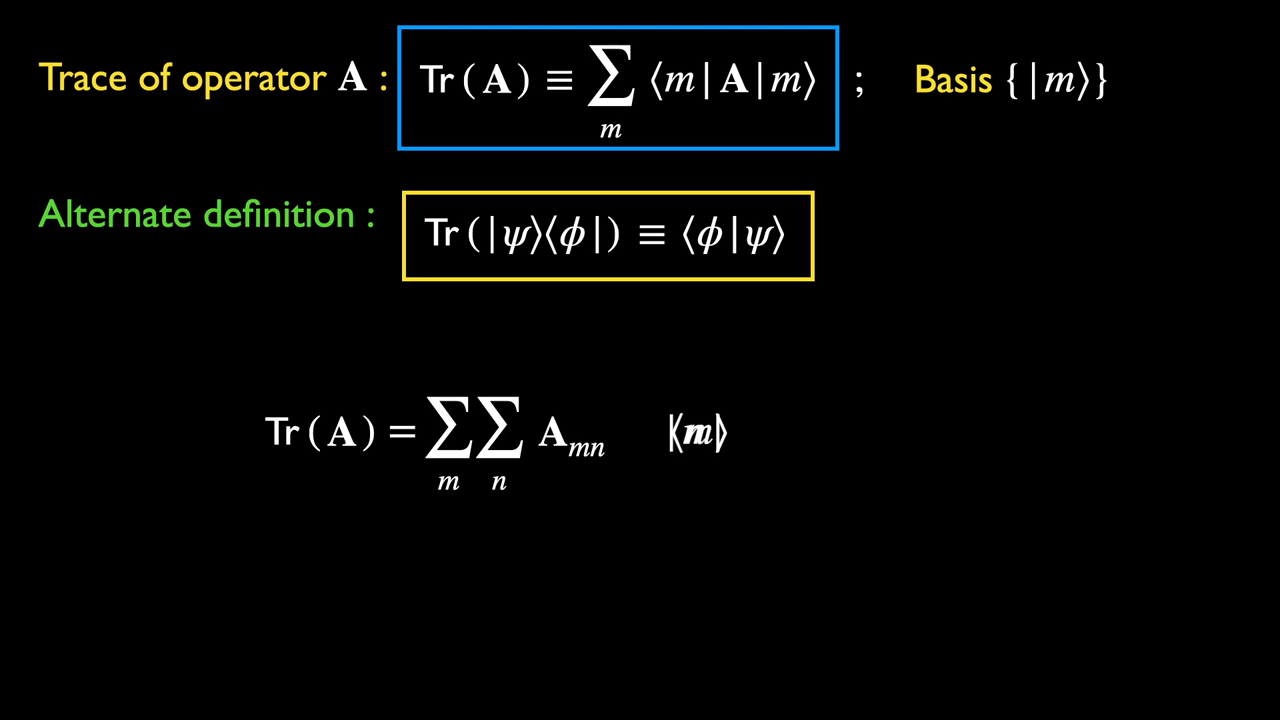 Trace of operator A : Tr ( A ) ≡ ∑_m ⟨m|A|m⟩ ; Basis { |m⟩}
Alternate definition : Tr (|ψ⟩⟨ϕ|) ≡ ⟨ϕ|ψ⟩
Tr ( A ) = ∑_m ∑_n A_mn